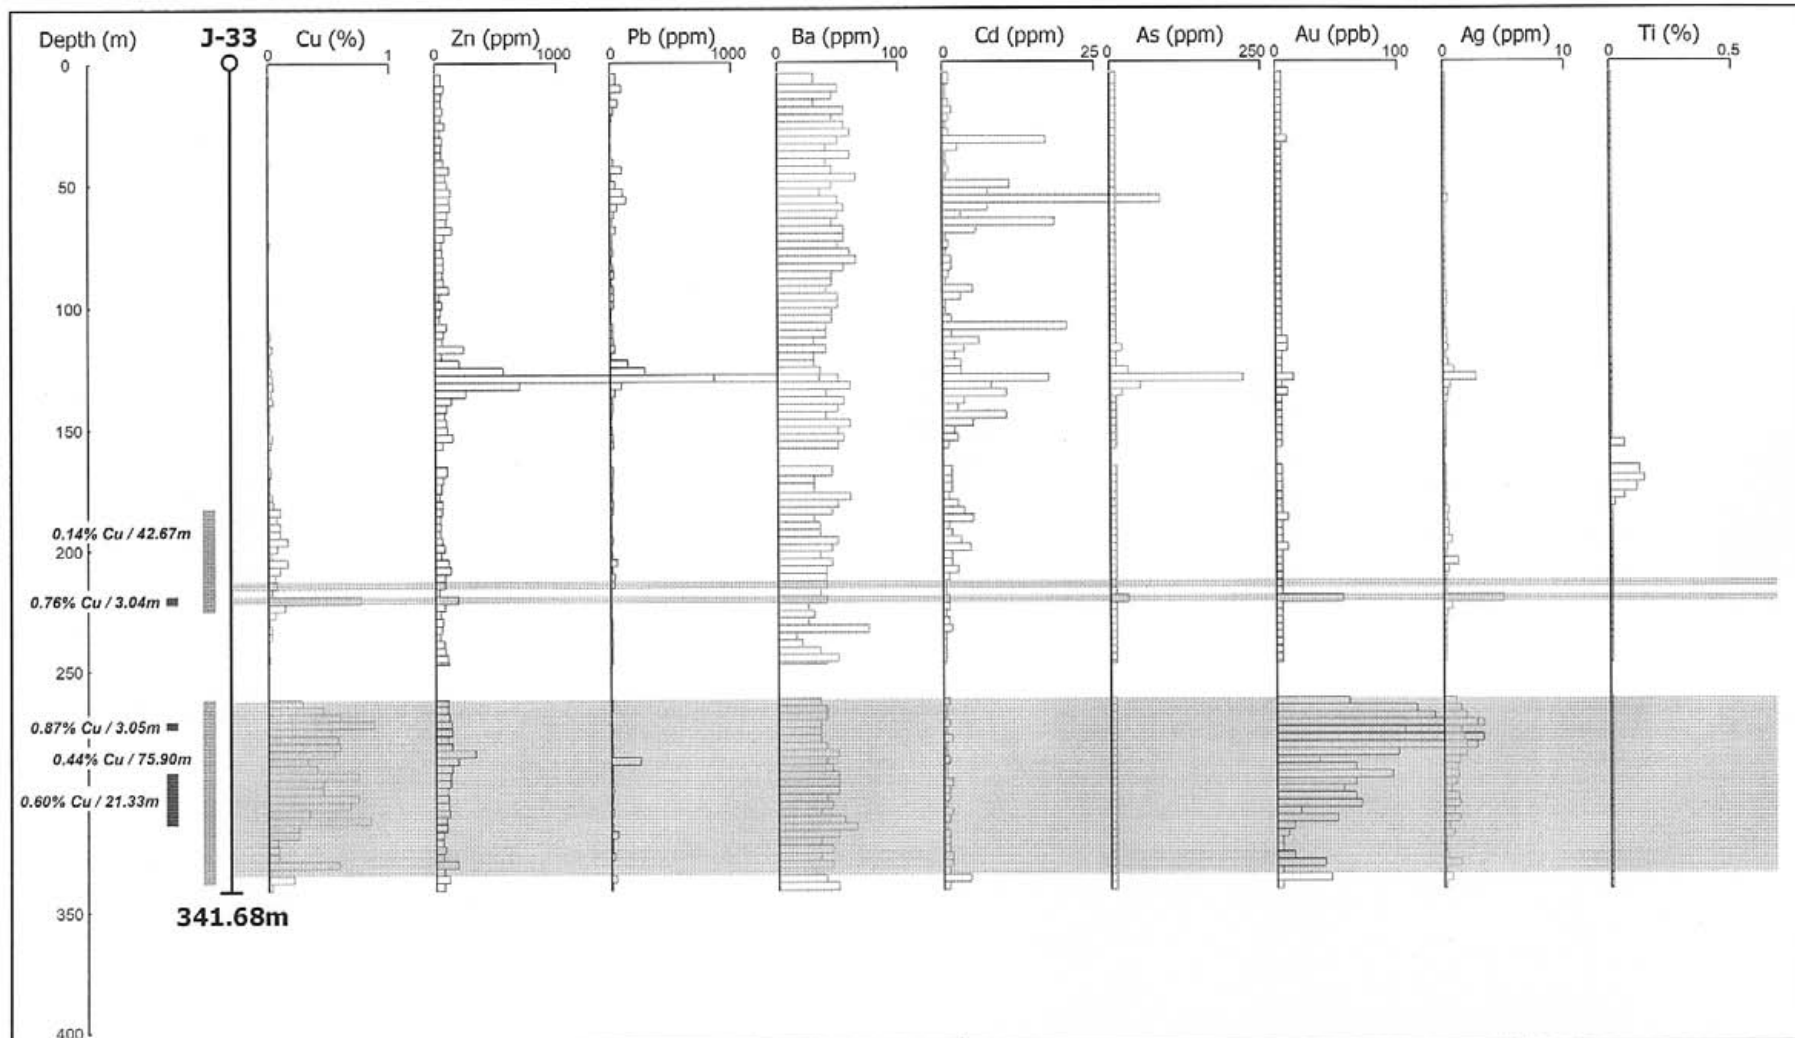 Depth (m) J-33 Cu (%) Zn (ppm) Pb (ppm) Ba (ppm) Cd (ppm) As (ppm) Au (ppb) Ag (ppm) Ti (%)
0 0 1 0 1000 0 1000 0 100 0 25 0 250 0 100 0 10 0 0.5
50
100
150
0.14% Cu / 42.67m
200
0.76% Cu / 3.04m
250
0.87% Cu / 3.05m
0.44% Cu / 75.90m
0.60% Cu / 21.33m
341.68m
350
400